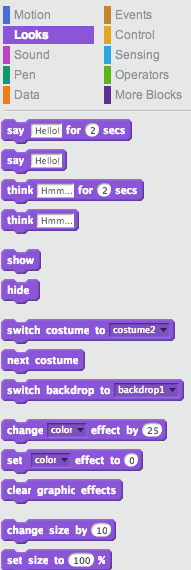 Motion Events
Looks Control
Sound Sensing
Pen Operators
Data More Blocks
say Hello! for 2 secs
say Hello!
think Hmm... for 2 secs
think Hmm...
show
hide
switch costume to costume2
next costume
switch backdrop to backdrop1
change color effect by 25
set color effect to 0
clear graphic effects
change size by 10
set size to 100 %